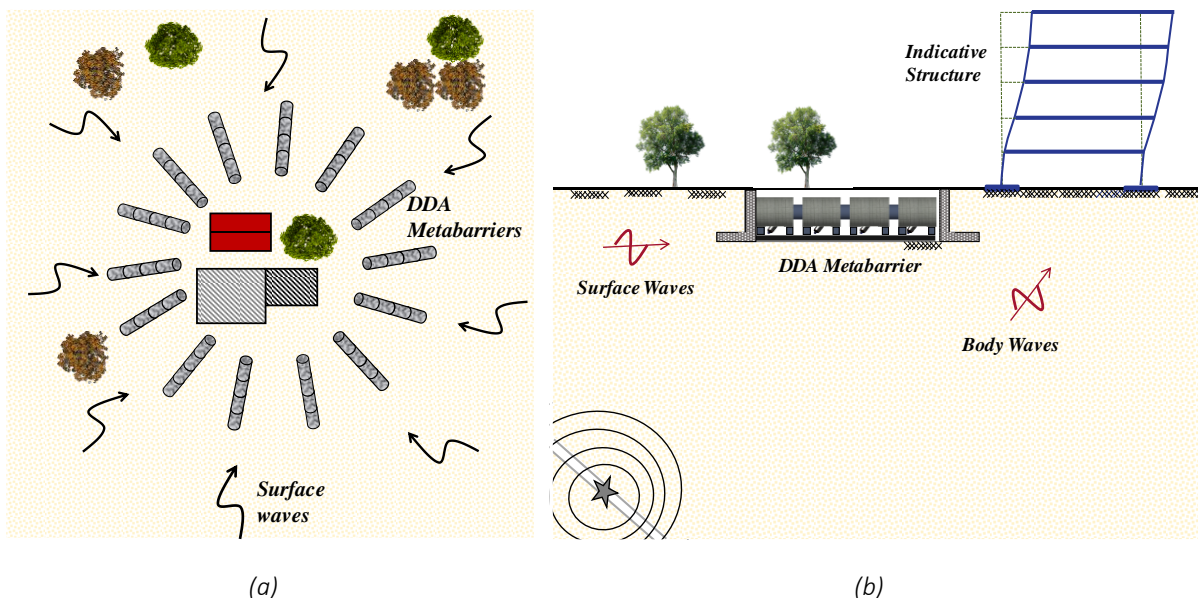 DDA
Metabarriers
Surface
waves
(a)
Indicative
Structure
Surface Waves
DDA Metabarrier
Body Waves
(b)